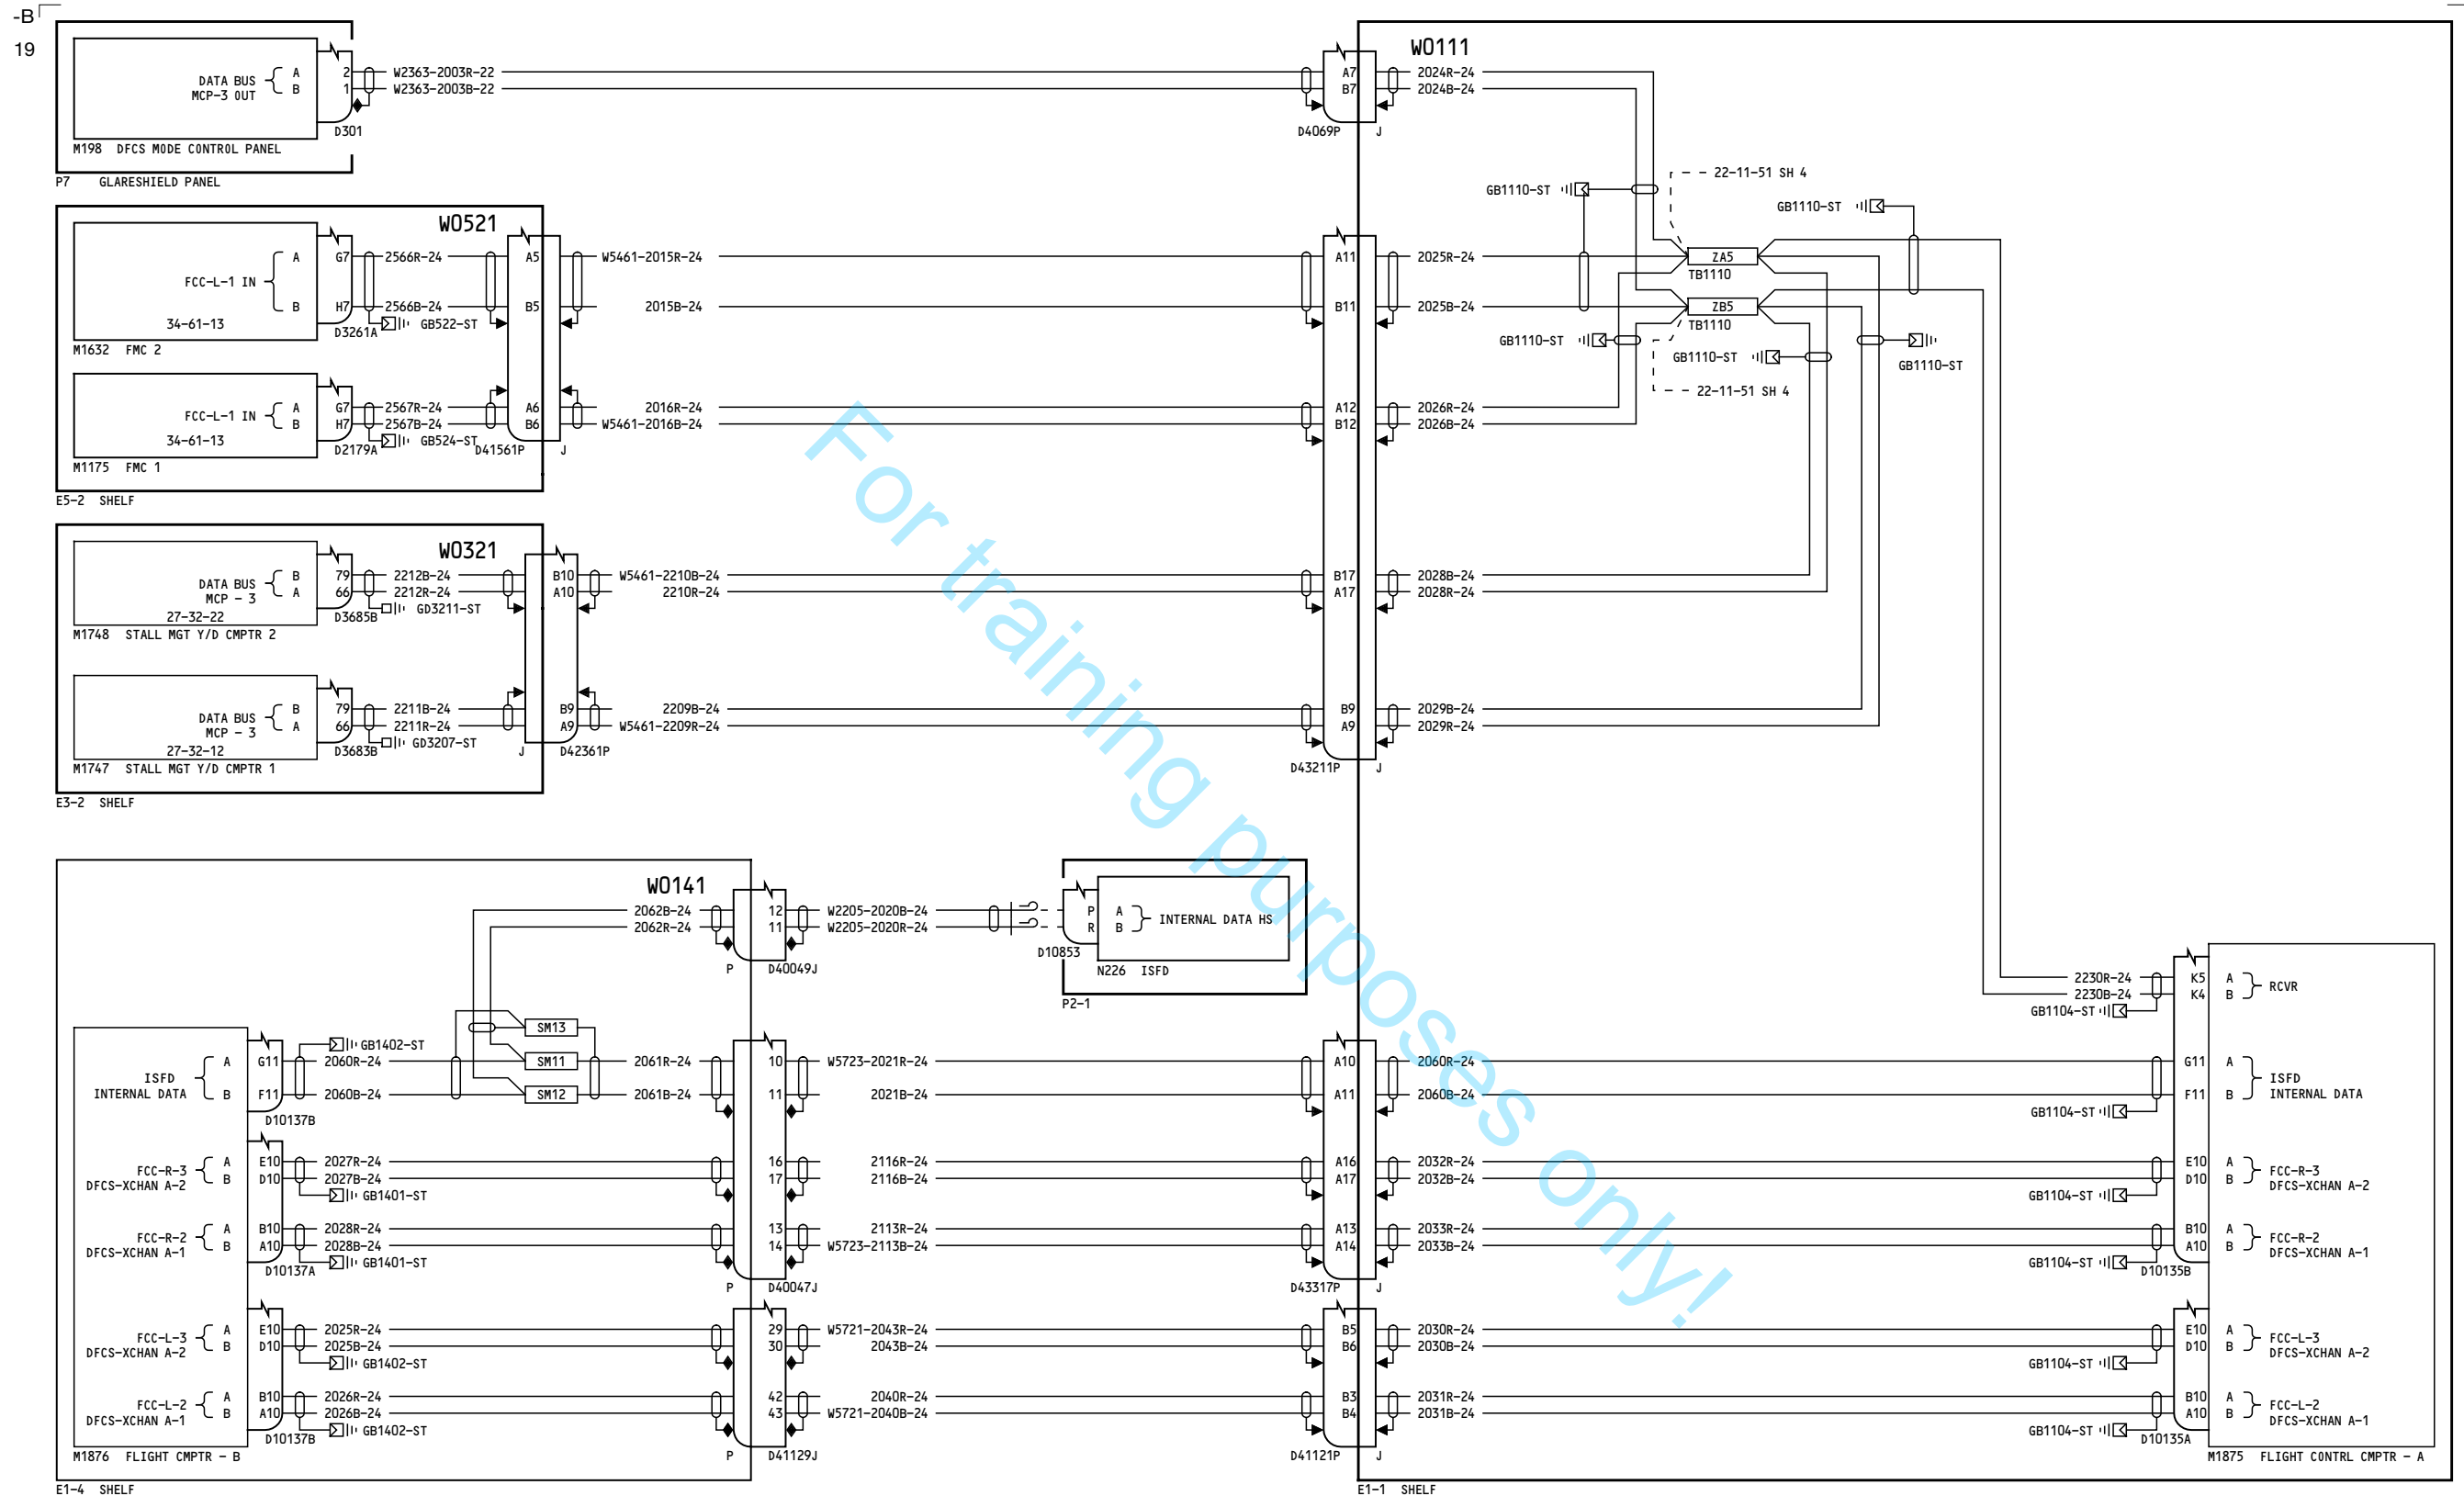 -B
19
W0111
DATA BUS
MCP-3 OUT
A 2 W2363-2003R-22 A7 2024R-24
B 1 W2363-2003B-22 B7 2024B-24
D301
D4069P J
M198 DFCS MODE CONTROL PANEL
P7 GLARESHIELD PANEL
22-11-51 SH 4
GB1110-ST
GB1110-ST
W0521
A G7 2566R-24 A5 W5461-2015R-24 A11 2025R-24 ZA5
TB1110
FCC-L-1 IN
B H7 2566B-24 B5 2015B-24 B11 2025B-24 ZB5
TB1110
34-61-13
D3261A GB522-ST
M1632 FMC 2
GB1110-ST
GB1110-ST
GB1110-ST
22-11-51 SH 4
FCC-L-1 IN
A G7 2567R-24 A6 2016R-24 A12 2026R-24
B H7 2567B-24 B6 W5461-2016B-24 B12 2026B-24
34-61-13
D2179A GB524-ST D41561P J
M1175 FMC 1
E5-2 SHELF
W0321
DATA BUS
MCP - 3
B 79 2212B-24 B10 W5461-2210B-24 B17 2028B-24
A 66 2212R-24 A10 2210R-24 A17 2028R-24
27-32-22
D3685B GD3211-ST
M1748 STALL MGT Y/D CMPTR 2
DATA BUS
MCP - 3
B 79 2211B-24 B9 2209B-24 B9 2029B-24
A 66 2211R-24 A9 W5461-2209R-24 A9 2029R-24
27-32-12
D3683B GD3207-ST J D42361P D43211P J
M1747 STALL MGT Y/D CMPTR 1
E3-2 SHELF
W0141
2062B-24 12 W2205-2020B-24 P A
2062R-24 11 W2205-2020R-24 R B
INTERNAL DATA HS
P D40049J D10853
N226 ISFD
P2-1
2230R-24 K5 A
2230B-24 K4 B
RCVR
GB1104-ST
SM13
GB1402-ST
A G11 2060R-24 SM11 2061R-24 10 W5723-2021R-24 A10 2060R-24 G11 A
ISFD
INTERNAL DATA
ISFD
INTERNAL DATA
B F11 2060B-24 SM12 2061B-24 11 2021B-24 A11 2060B-24 F11 B
GB1104-ST
D10137B
FCC-R-3
DFCS-XCHAN A-2
A E10 2027R-24 16 2116R-24 A16 2032R-24 E10 A
B D10 2027B-24 17 2116B-24 A17 2032B-24 D10 B
FCC-R-3
DFCS-XCHAN A-2
GB1401-ST GB1104-ST
FCC-R-2
DFCS-XCHAN A-1
A B10 2028R-24 13 2113R-24 A13 2033R-24 B10 A
B A10 2028B-24 14 W5723-2113B-24 A14 2033B-24 A10 B
FCC-R-2
DFCS-XCHAN A-1
D10137A GB1401-ST GB1104-ST D10135B
P D40047J D43317P J
FCC-L-3
DFCS-XCHAN A-2
A E10 2025R-24 29 W5721-2043R-24 B5 2030R-24 E10 A
B D10 2025B-24 30 2043B-24 B6 2030B-24 D10 B
FCC-L-3
DFCS-XCHAN A-2
GB1402-ST GB1104-ST
FCC-L-2
DFCS-XCHAN A-1
A B10 2026R-24 42 2040R-24 B3 2031R-24 B10 A
B A10 2026B-24 43 W5721-2040B-24 B4 2031B-24 A10 B
FCC-L-2
DFCS-XCHAN A-1
D10137B GB1402-ST GB1104-ST D10135A
M1876 FLIGHT CMPTR - B P D41129J D41121P J M1875 FLIGHT CONTRL CMPTR - A
E1-4 SHELF E1-1 SHELF
For training purposes only!